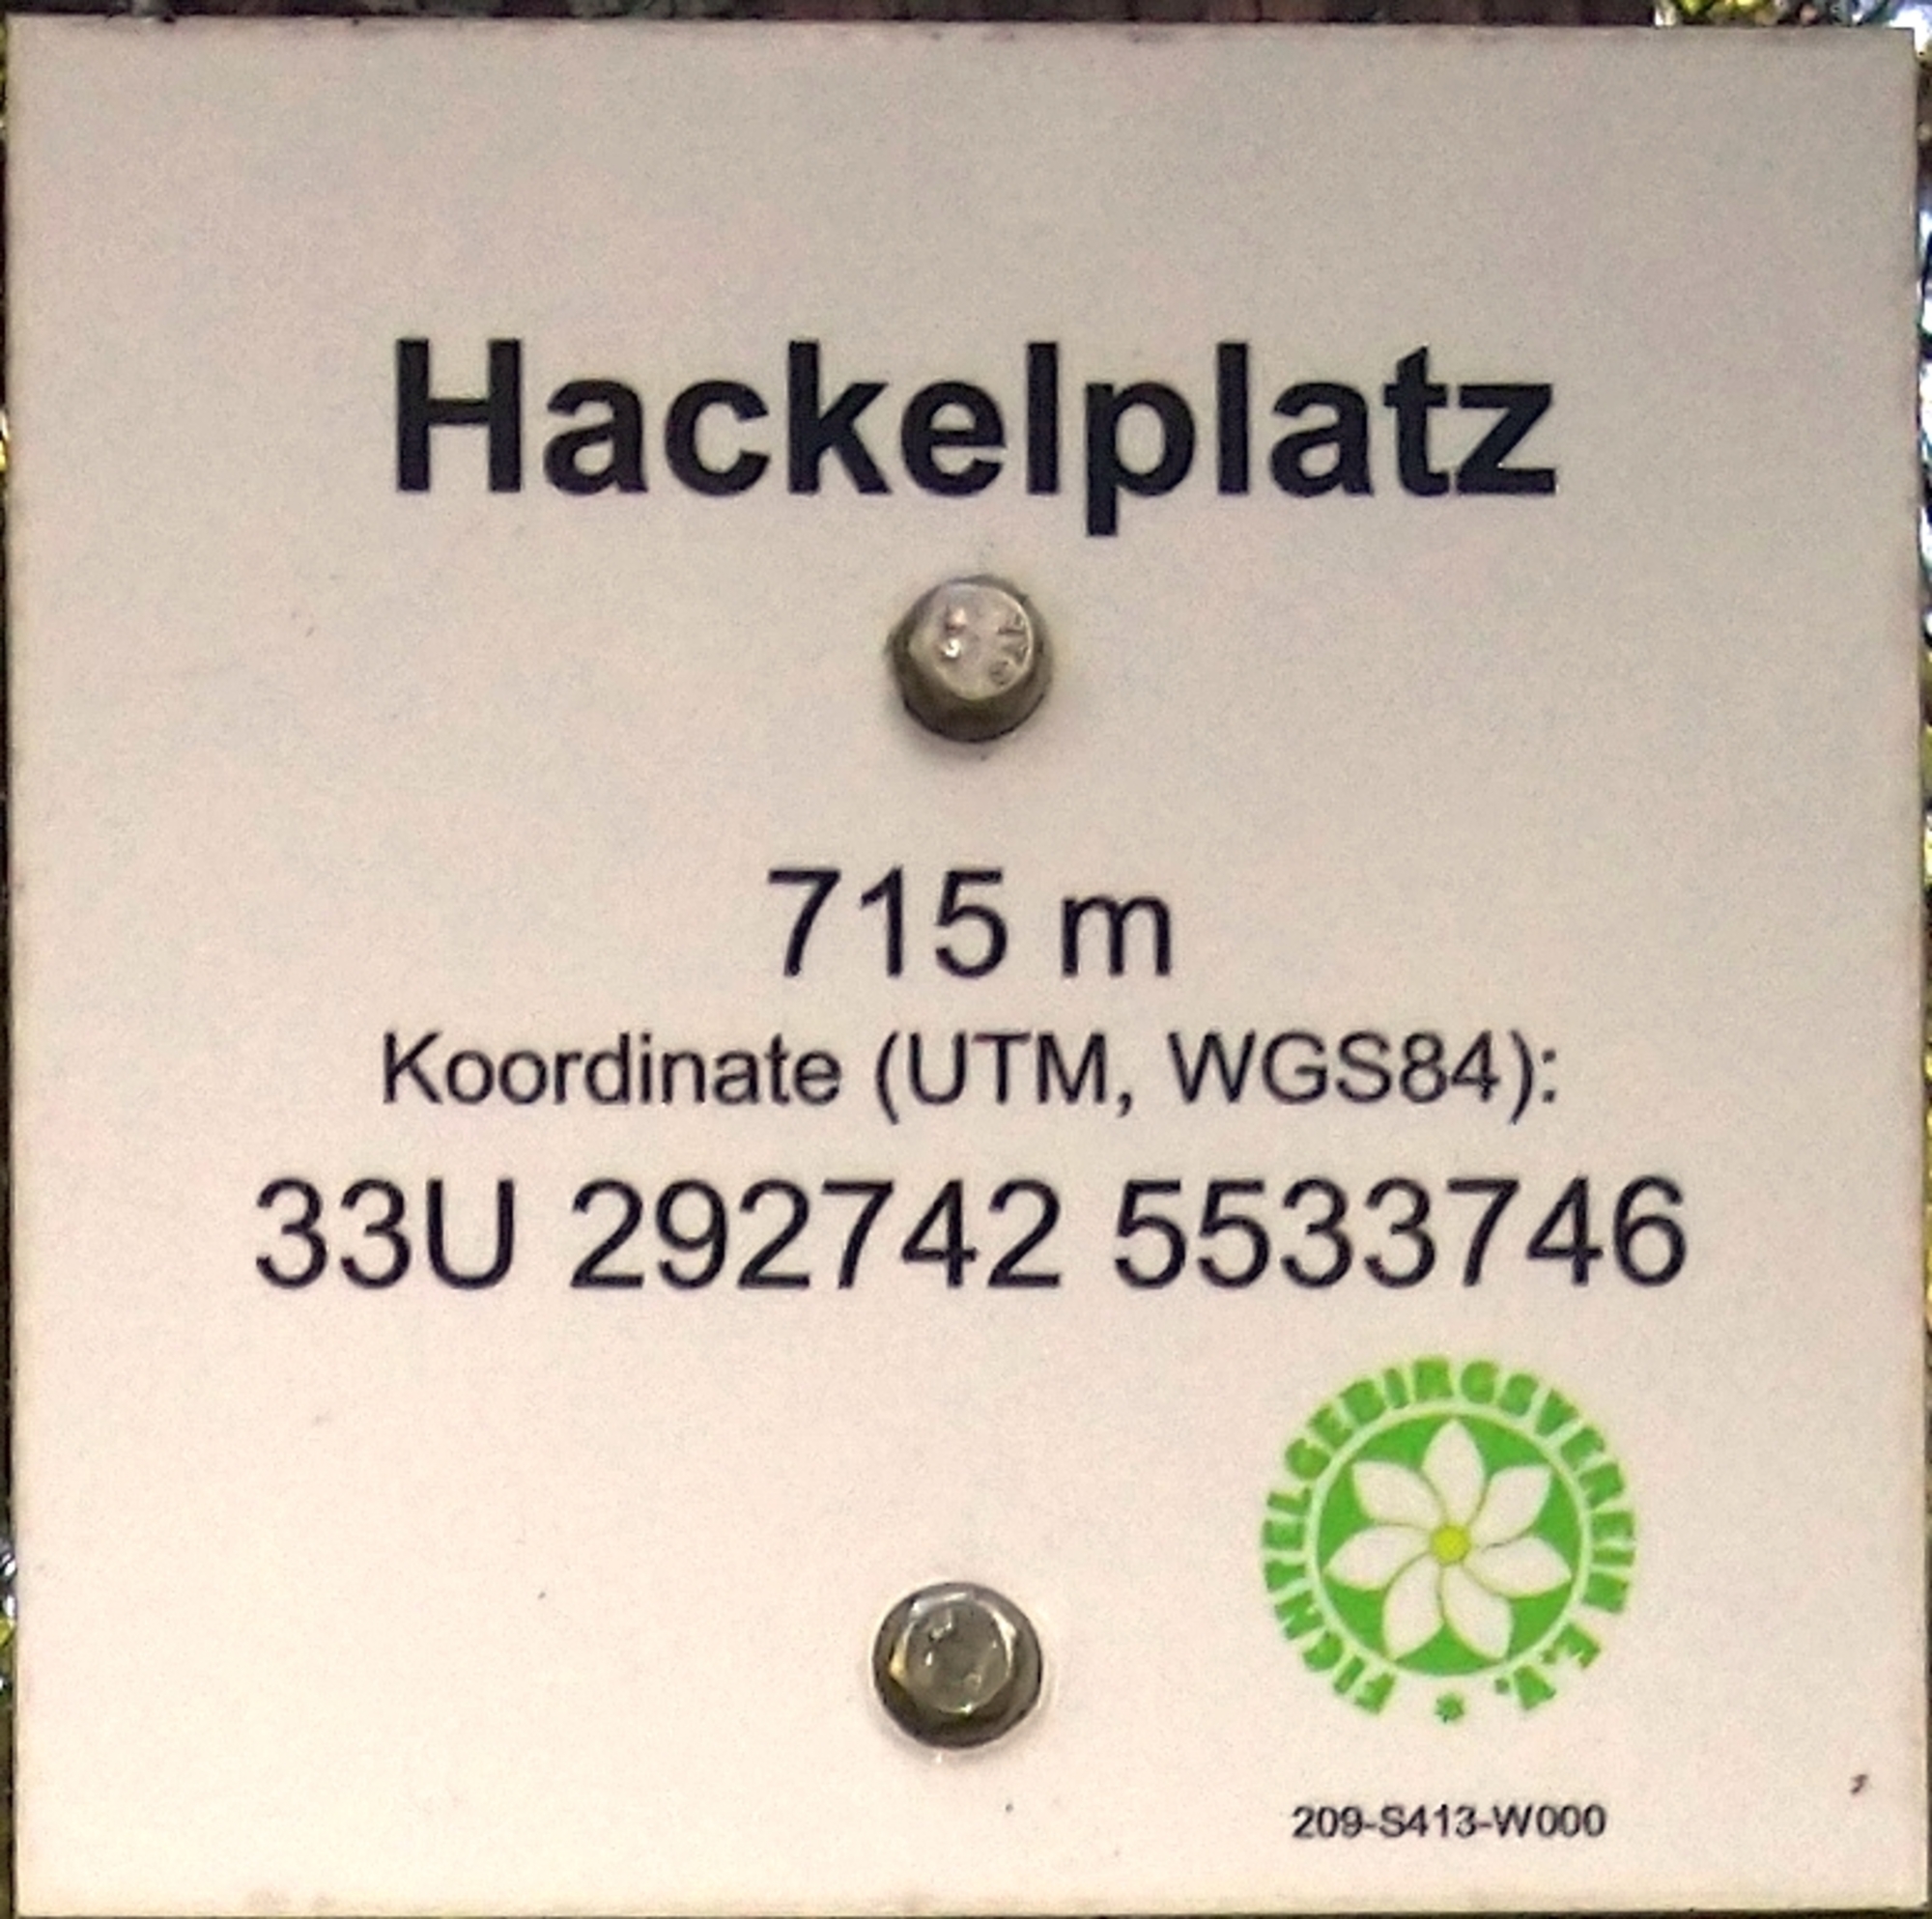 Hackelplatz
715 m
Koordinate (UTM, WGS84):
33U 292742 5533746
FICHTELGEBIRGSVEREIN E.V. *
209-S413-W000